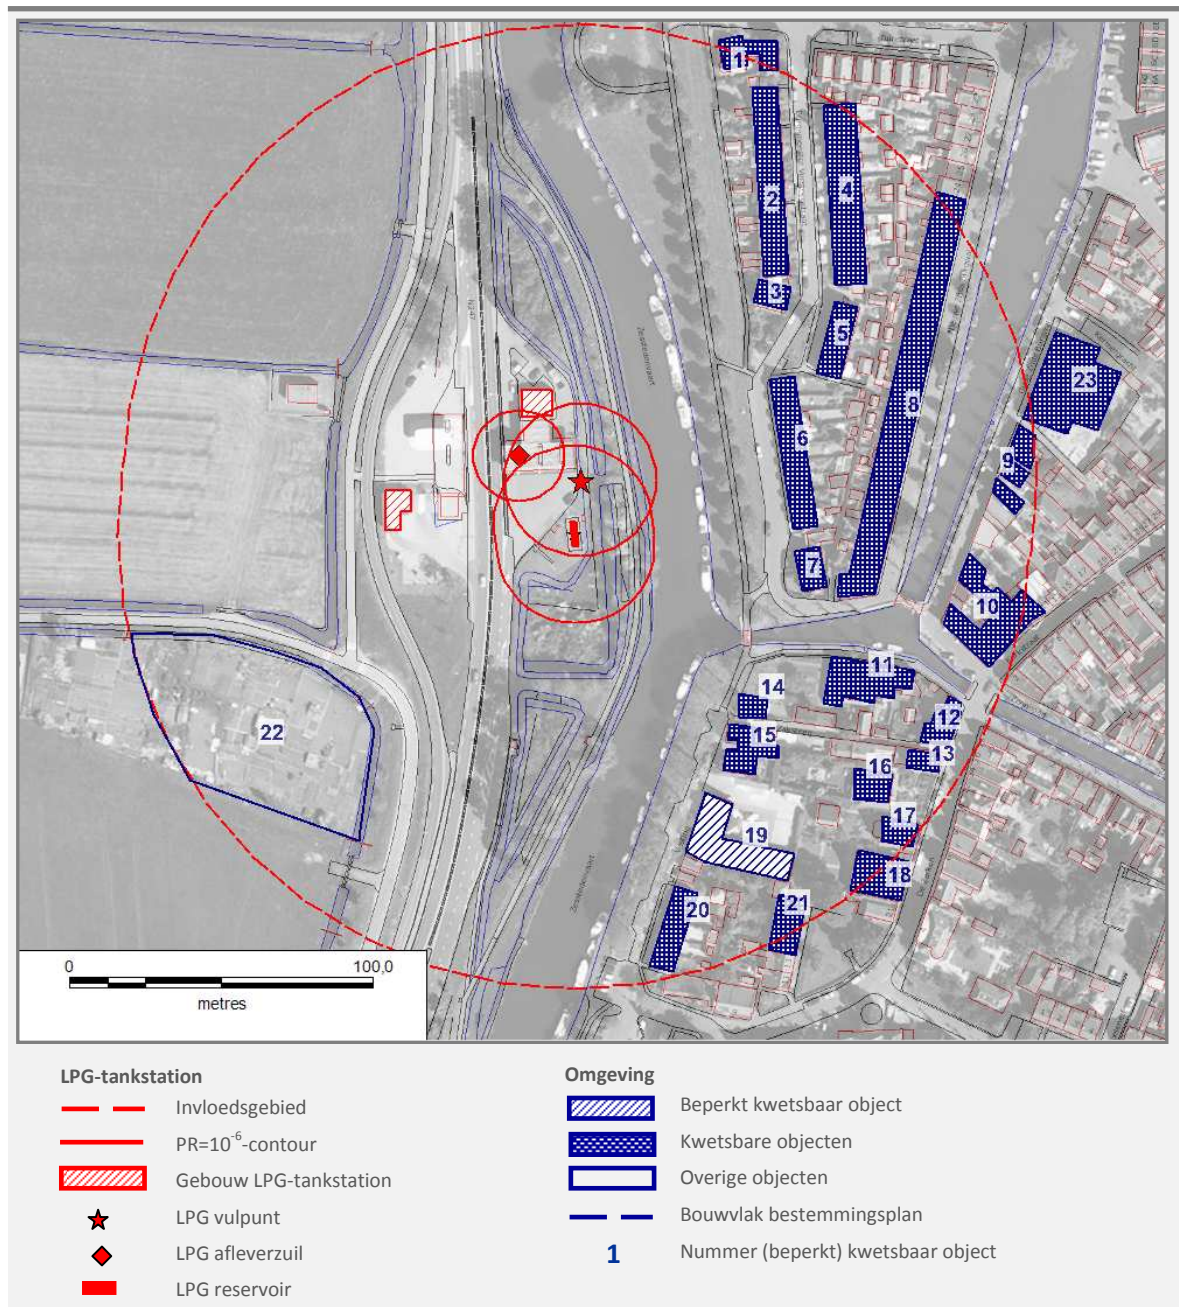 1
2
3
4
5
6
7
8
9
10
11
12
13
14
15
16
17
18
19
20
21
22
23
N247
0
100,0
metres
LPG-tankstation
Invloedsgebied
PR=10⁻⁶-contour
Gebouw LPG-tankstation
LPG vulpunt
LPG afleverzuil
LPG reservoir
Omgeving
Beperkt kwetsbaar object
Kwetsbare objecten
Overige objecten
Bouwvlak bestemmingsplan
1
Nummer (beperkt) kwetsbaar object